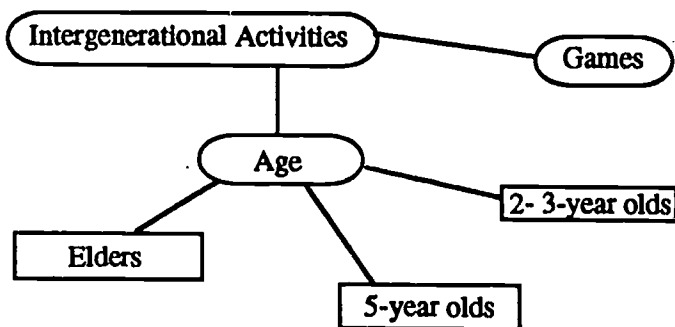 Intergenerational Activities
Games
Age
2- 3-year olds
Elders
5-year olds